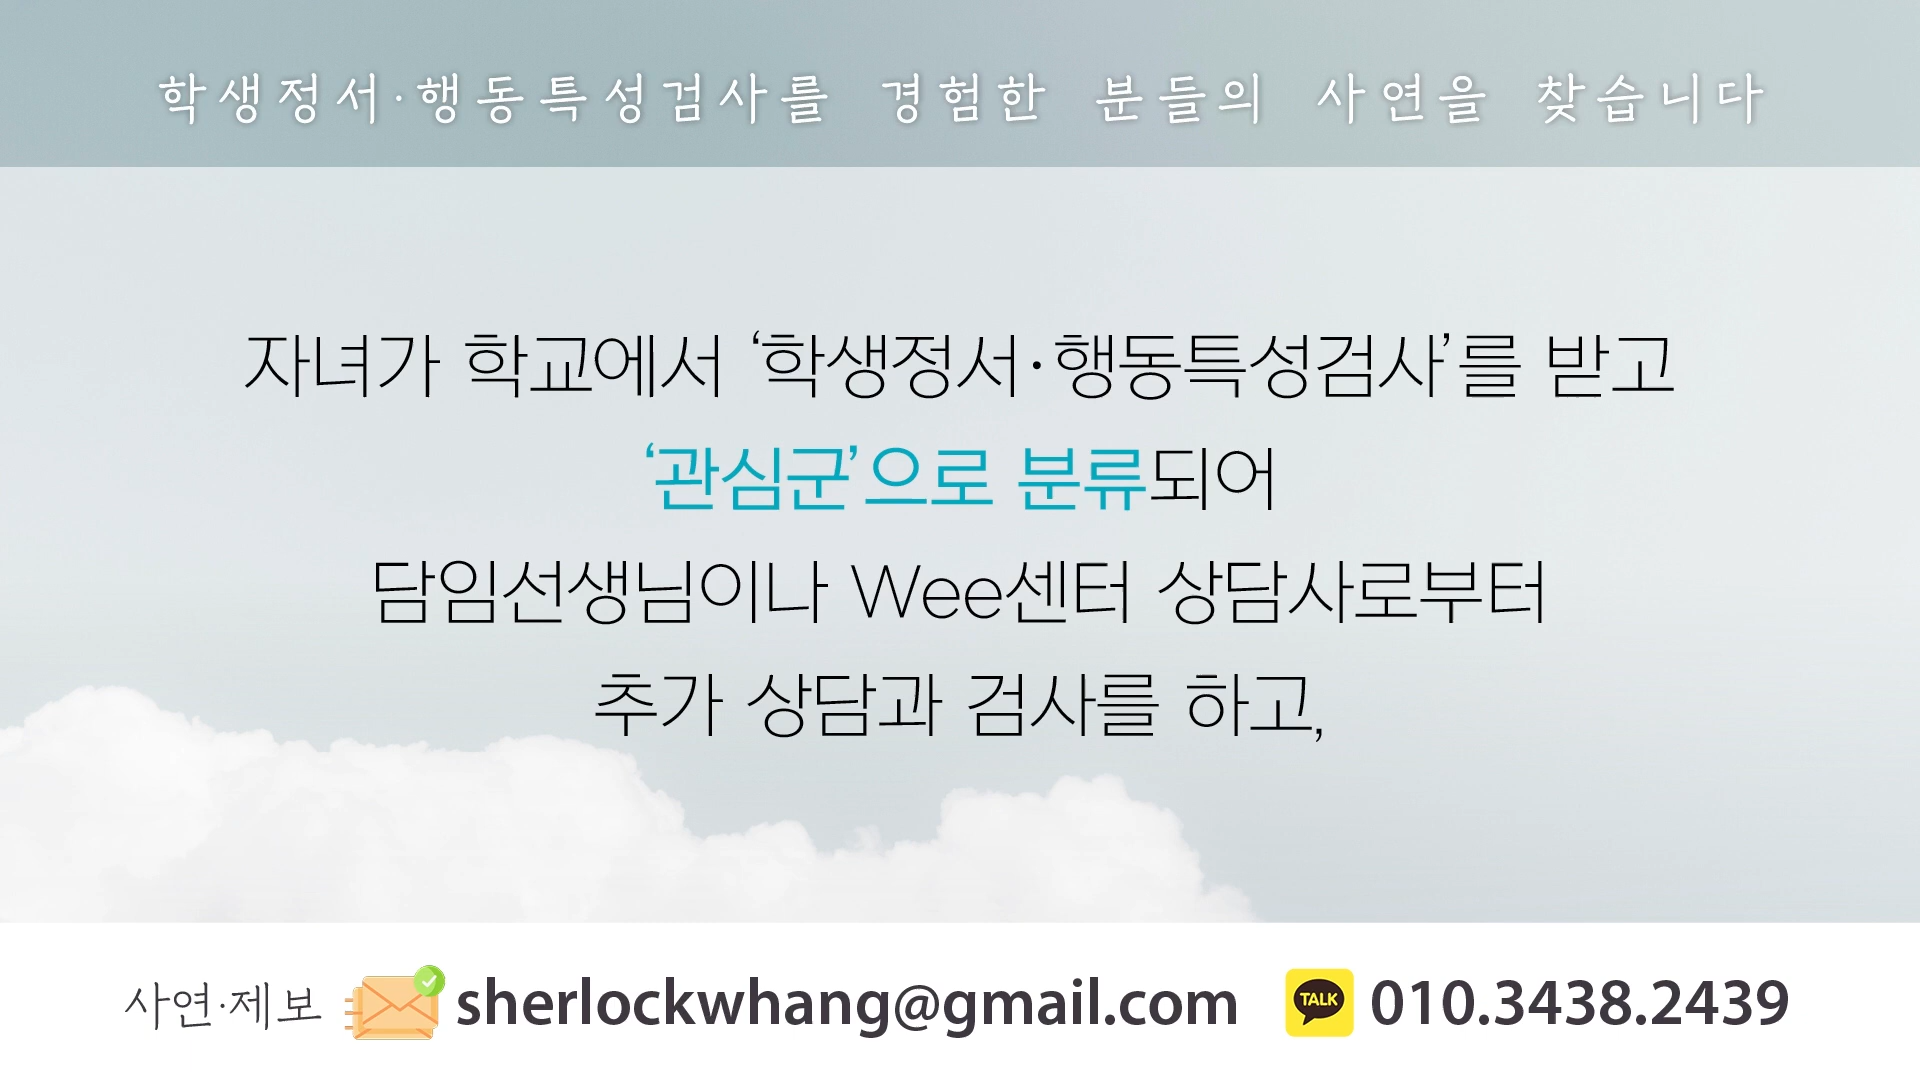 학생정서·행동특성검사를 경험한 분들의 사연을 찾습니다
자녀가 학교에서 ‘학생정서·행동특성검사’를 받고
‘관심군’으로 분류되어
담임선생님이나 Wee센터 상담사로부터
추가 상담과 검사를 하고,
사연·제보 sherlockwhang@gmail.com TALK 010.3438.2439